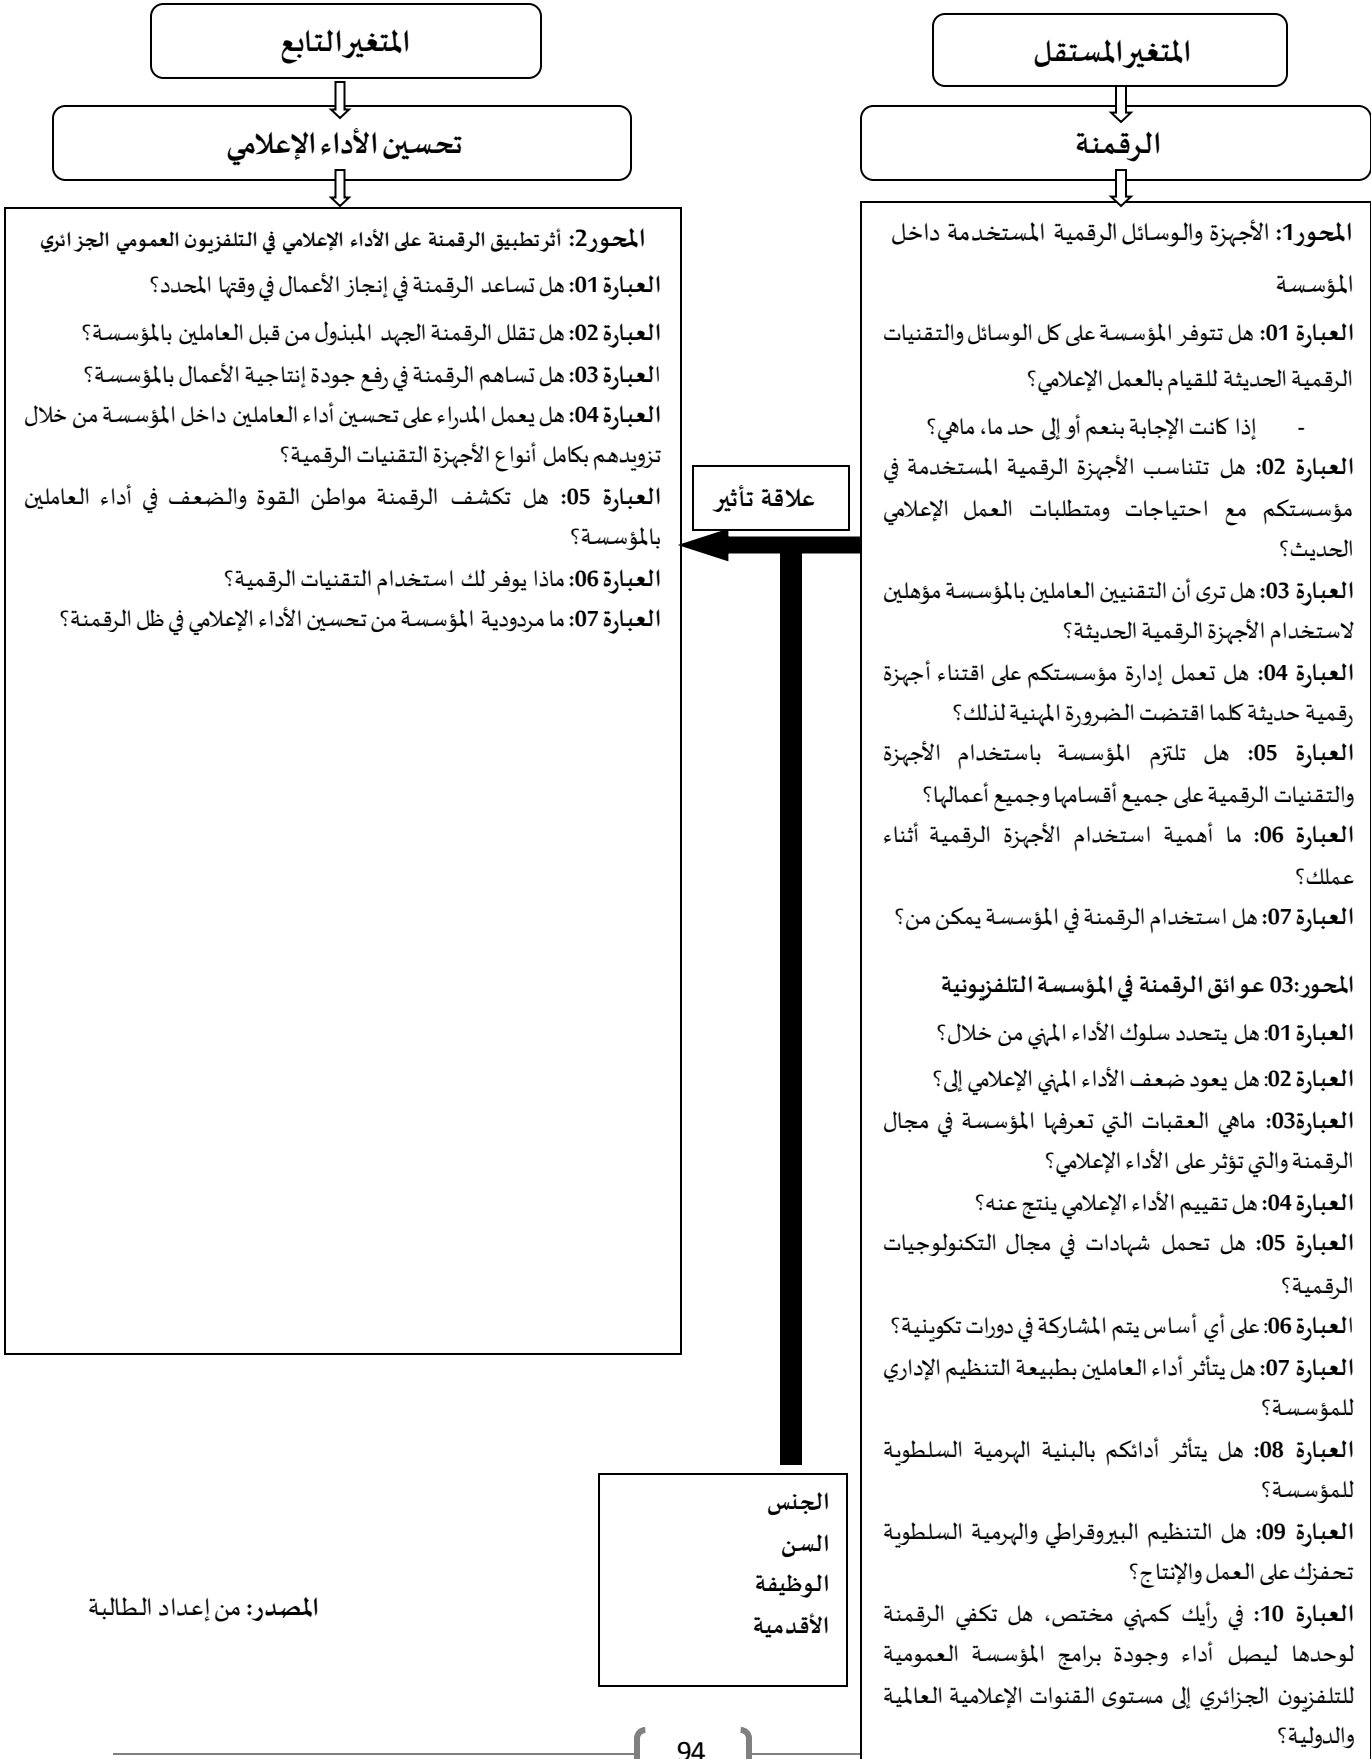 المتغير المستقل
الرقمنة
المحور1: الأجهزة والوسائل الرقمية المستخدمة داخل
المؤسسة
العبارة 01: هل تتوفر المؤسسة على كل الوسائل والتقنيات
الرقمية الحديثة للقيام بالعمل الإعلامي؟
- إذا كانت الإجابة بنعم أو إلى حد ما، ماهي؟
العبارة 02: هل تتناسب الأجهزة الرقمية المستخدمة في
مؤسستكم مع احتياجات ومتطلبات العمل الإعلامي
الحديث؟
العبارة 03: هل ترى أن التقنيين العاملين بالمؤسسة مؤهلين
لاستخدام الأجهزة الرقمية الحديثة؟
العبارة 04: هل تعمل إدارة مؤسستكم على اقتناء أجهزة
رقمية حديثة كلما اقتضت الضرورة المهنية لذلك؟
العبارة 05: هل تلتزم المؤسسة باستخدام الأجهزة
والتقنيات الرقمية على جميع أقسامها وجميع أعمالها؟
العبارة 06: ما أهمية استخدام الأجهزة الرقمية أثناء
عملك؟
العبارة 07: هل استخدام الرقمنة في المؤسسة يمكن من؟
المحور:03 عوائق الرقمنة في المؤسسة التلفزيونية
العبارة 01: هل يتحدد سلوك الأداء المهني من خلال؟
العبارة 02: هل يعود ضعف الأداء المهني الإعلامي إلى؟
العبارة03: ماهي العقبات التي تعرفها المؤسسة في مجال
الرقمنة والتي تؤثر على الأداء الإعلامي؟
العبارة 04: هل تقييم الأداء الإعلامي ينتج عنه؟
العبارة 05: هل تحمل شهادات في مجال التكنولوجيات
الرقمية؟
العبارة 06: على أي أساس يتم المشاركة في دورات تكوينية؟
العبارة 07: هل يتأثر أداء العاملين بطبيعة التنظيم الإداري
للمؤسسة؟
العبارة 08: هل يتأثر أدائكم بالبنية الهرمية السلطوية
للمؤسسة؟
العبارة 09: هل التنظيم البيروقراطي والهرمية السلطوية
تحفزك على العمل والإنتاج؟
العبارة 10: في رأيك كمهني مختص، هل تكفي الرقمنة
لوحدها ليصل أداء وجودة برامج المؤسسة العمومية
للتلفزيون الجزائري إلى مستوى القنوات الإعلامية العالمية
والدولية؟
علاقة تأثير
المتغير التابع
تحسين الأداء الإعلامي
المحور2: أثر تطبيق الرقمنة على الأداء الإعلامي في التلفزيون العمومي الجزائري
العبارة 01: هل تساعد الرقمنة في إنجاز الأعمال في وقتها المحدد؟
العبارة 02: هل تقلل الرقمنة الجهد المبذول من قبل العاملين بالمؤسسة؟
العبارة 03: هل تساهم الرقمنة في رفع جودة إنتاجية الأعمال بالمؤسسة؟
العبارة 04: هل يعمل المدراء على تحسين أداء العاملين داخل المؤسسة من خلال
تزويدهم بكامل أنواع الأجهزة التقنيات الرقمية؟
العبارة 05: هل تكشف الرقمنة مواطن القوة والضعف في أداء العاملين
بالمؤسسة؟
العبارة 06: ماذا يوفر لك استخدام التقنيات الرقمية؟
العبارة 07: ما مردودية المؤسسة من تحسين الأداء الإعلامي في ظل الرقمنة؟
الجنس
السن
الوظيفة
الأقدمية
المصدر: من إعداد الطالبة
94